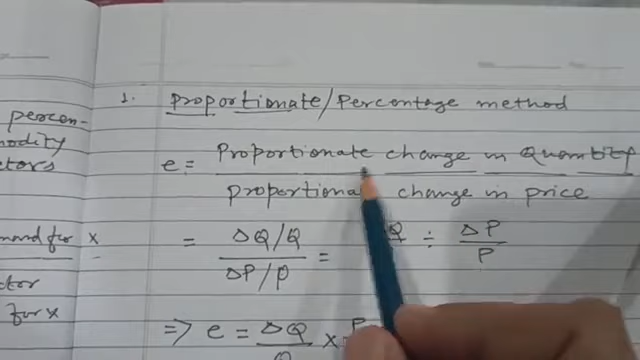 percen-
modity
ctors
mand for x
ctor
for x
1. Proportionate/Percentage method
e = Proportionate change in Quantity
proportiona change in price
= ΔQ/Q
ΔP/P = Q ÷ ΔP
P
=> e = ΔQ × P
Q